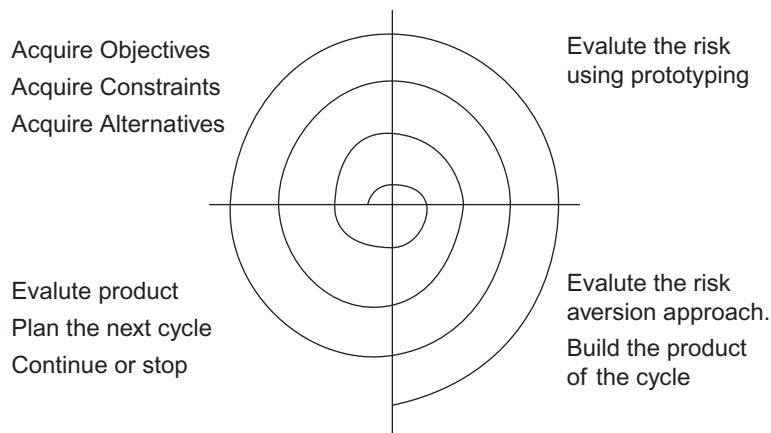 Acquire Objectives
Acquire Constraints
Acquire Alternatives
Evalute the risk
using prototyping
Evalute product
Plan the next cycle
Continue or stop
Evalute the risk
aversion approach.
Build the product
of the cycle